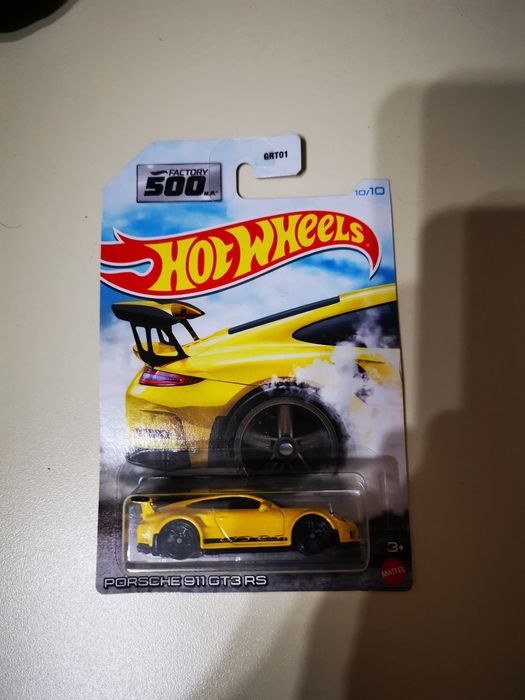 GRT01
FACTORY
500 H.P.
10/10
HOT WHEELS
PORSCHE 911 GT3 RS
3+
MATTEL